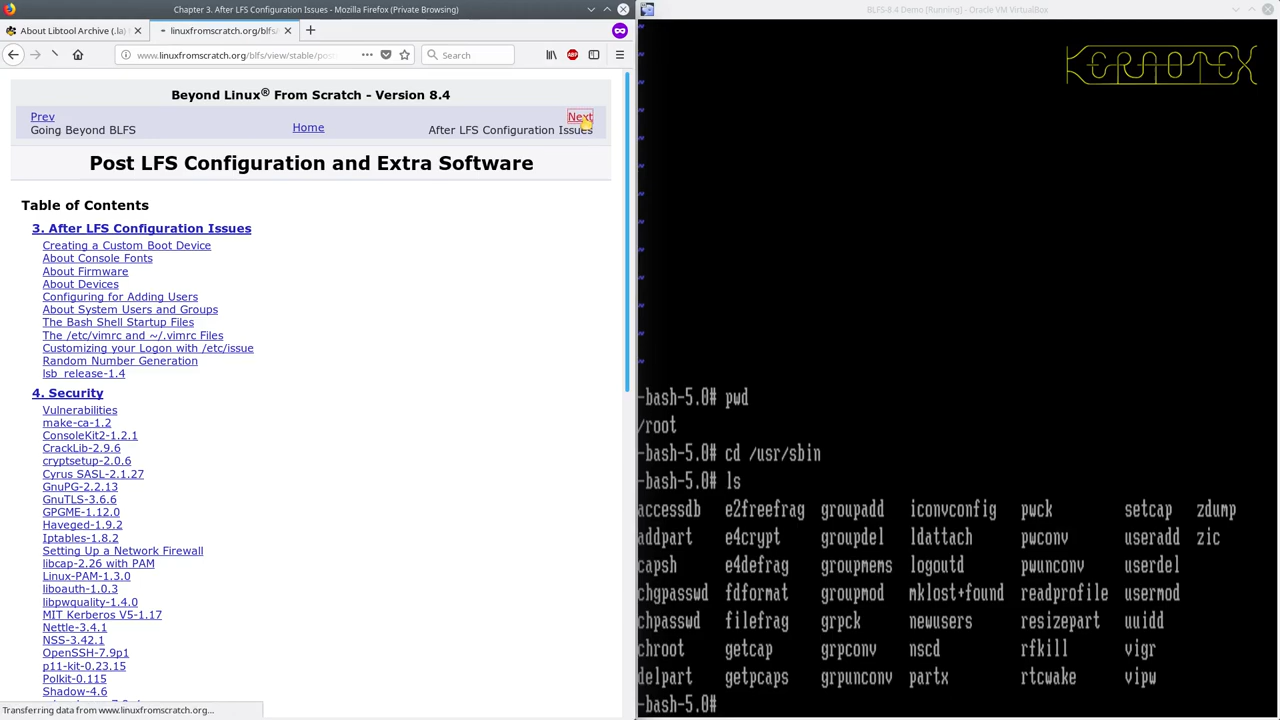 Chapter 3. After LFS Configuration Issues - Mozilla Firefox (Private Browsing)
About Libtool Archive (.la)
linuxfromscratch.org/blfs/
www.linuxfromscratch.org/blfs/view/stable/post
Search
Beyond Linux® From Scratch - Version 8.4
Prev
Next
Going Beyond BLFS
Home
After LFS Configuration Issues
Post LFS Configuration and Extra Software
Table of Contents
3. After LFS Configuration Issues
Creating a Custom Boot Device
About Console Fonts
About Firmware
About Devices
Configuring for Adding Users
About System Users and Groups
The Bash Shell Startup Files
The /etc/vimrc and ~/.vimrc Files
Customizing your Logon with /etc/issue
Random Number Generation
lsb_release-1.4
4. Security
Vulnerabilities
make-ca-1.2
ConsoleKit2-1.2.1
CrackLib-2.9.6
cryptsetup-2.0.6
Cyrus SASL-2.1.27
GnuPG-2.2.13
GnuTLS-3.6.6
GPGME-1.12.0
Haveged-1.9.2
Iptables-1.8.2
Setting Up a Network Firewall
libcap-2.26 with PAM
Linux-PAM-1.3.0
liboauth-1.0.3
libpwquality-1.4.0
MIT Kerberos V5-1.17
Nettle-3.4.1
NSS-3.42.1
OpenSSH-7.9p1
p11-kit-0.23.15
Polkit-0.115
Shadow-4.6
Transferring data from www.linuxfromscratch.org...
BLFS-8.4 Demo [Running] - Oracle VM VirtualBox
KERNOTEX
~
~
~
~
~
~
~
~
~
~
~
~
~
-bash-5.0# pwd
/root
-bash-5.0# cd /usr/sbin
-bash-5.0# ls
accessdb e2freefrag groupadd iconvconfig pwck setcap zdump
addpart e4crypt groupdel ldattach pwconv useradd zic
capsh e4defrag groupmems logoutd pwunconv userdel
chgpasswd fdformat groupmod mklost+found readprofile usermod
chpasswd filefrag grpck newusers resizepart uuidd
chroot getcap grpconv nscd rfkill vigr
delpart getpcaps grpunconv partx rtcwake vipw
-bash-5.0#